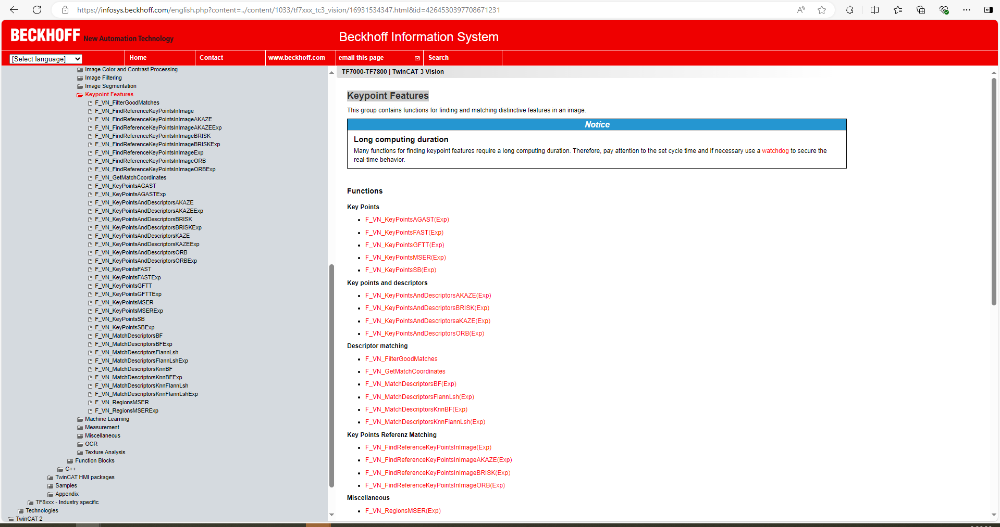 https://infosys.beckhoff.com/english.php?content=../content/1033/tf7xxx_tc3_vision/16931534347.html&id=4264530397708671231
BECKHOFF New Automation Technology
Beckhoff Information System
[Select language]
Home
Contact
www.beckhoff.com
email this page
Search
Image Color and Contrast Processing
Image Filtering
Image Segmentation
Keypoint Features
F_VN_FilterGoodMatches
F_VN_FindReferenceKeyPointsInImage
F_VN_FindReferenceKeyPointsInImageAKAZE
F_VN_FindReferenceKeyPointsInImageAKAZEExp
F_VN_FindReferenceKeyPointsInImageBRISK
F_VN_FindReferenceKeyPointsInImageBRISKExp
F_VN_FindReferenceKeyPointsInImageExp
F_VN_FindReferenceKeyPointsInImageORB
F_VN_FindReferenceKeyPointsInImageORBExp
F_VN_GetMatchCoordinates
F_VN_KeyPointsAGAST
F_VN_KeyPointsAGASTExp
F_VN_KeyPointsAndDescriptorsAKAZE
F_VN_KeyPointsAndDescriptorsAKAZEExp
F_VN_KeyPointsAndDescriptorsBRISK
F_VN_KeyPointsAndDescriptorsBRISKExp
F_VN_KeyPointsAndDescriptorsKAZE
F_VN_KeyPointsAndDescriptorsKAZEExp
F_VN_KeyPointsAndDescriptorsORB
F_VN_KeyPointsAndDescriptorsORBExp
F_VN_KeyPointsFAST
F_VN_KeyPointsFASTExp
F_VN_KeyPointsGFTT
F_VN_KeyPointsGFTTExp
F_VN_KeyPointsMSER
F_VN_KeyPointsMSERExp
F_VN_KeyPointsSB
F_VN_KeyPointsSBExp
F_VN_MatchDescriptorsBF
F_VN_MatchDescriptorsBFExp
F_VN_MatchDescriptorsFlannLsh
F_VN_MatchDescriptorsFlannLshExp
F_VN_MatchDescriptorsKnnBF
F_VN_MatchDescriptorsKnnBFExp
F_VN_MatchDescriptorsKnnFlannLsh
F_VN_MatchDescriptorsKnnFlannLshExp
F_VN_RegionsMSER
F_VN_RegionsMSERExp
Machine Learning
Measurement
Miscellaneous
OCR
Texture Analysis
Function Blocks
C++
TwinCAT HMI packages
Samples
Appendix
TF8xxx - Industry specific
Technologies
TwinCAT 2
TF7000-TF7800 | TwinCAT 3 Vision
Keypoint Features
This group contains functions for finding and matching distinctive features in an image.
Notice
Long computing duration
Many functions for finding keypoint features require a long computing duration. Therefore, pay attention to the set cycle time and if necessary use a watchdog to secure the
real-time behavior.
Functions
Key Points
F_VN_KeyPointsAGAST(Exp)
F_VN_KeyPointsFAST(Exp)
F_VN_KeyPointsGFTT(Exp)
F_VN_KeyPointsMSER(Exp)
F_VN_KeyPointsSB(Exp)
Key points and descriptors
F_VN_KeyPointsAndDescriptorsAKAZE(Exp)
F_VN_KeyPointsAndDescriptorsBRISK(Exp)
F_VN_KeyPointsAndDescriptorsaKAZE(Exp)
F_VN_KeyPointsAndDescriptorsORB(Exp)
Descriptor matching
F_VN_FilterGoodMatches
F_VN_GetMatchCoordinates
F_VN_MatchDescriptorsBF(Exp)
F_VN_MatchDescriptorsFlannLsh(Exp)
F_VN_MatchDescriptorsKnnBF(Exp)
F_VN_MatchDescriptorsKnnFlannLsh(Exp)
Key Points Referenz Matching
F_VN_FindReferenceKeyPointsInImage(Exp)
F_VN_FindReferenceKeyPointsInImageAKAZE(Exp)
F_VN_FindReferenceKeyPointsInImageBRISK(Exp)
F_VN_FindReferenceKeyPointsInImageORB(Exp)
Miscellaneous
F_VN_RegionsMSER(Exp)